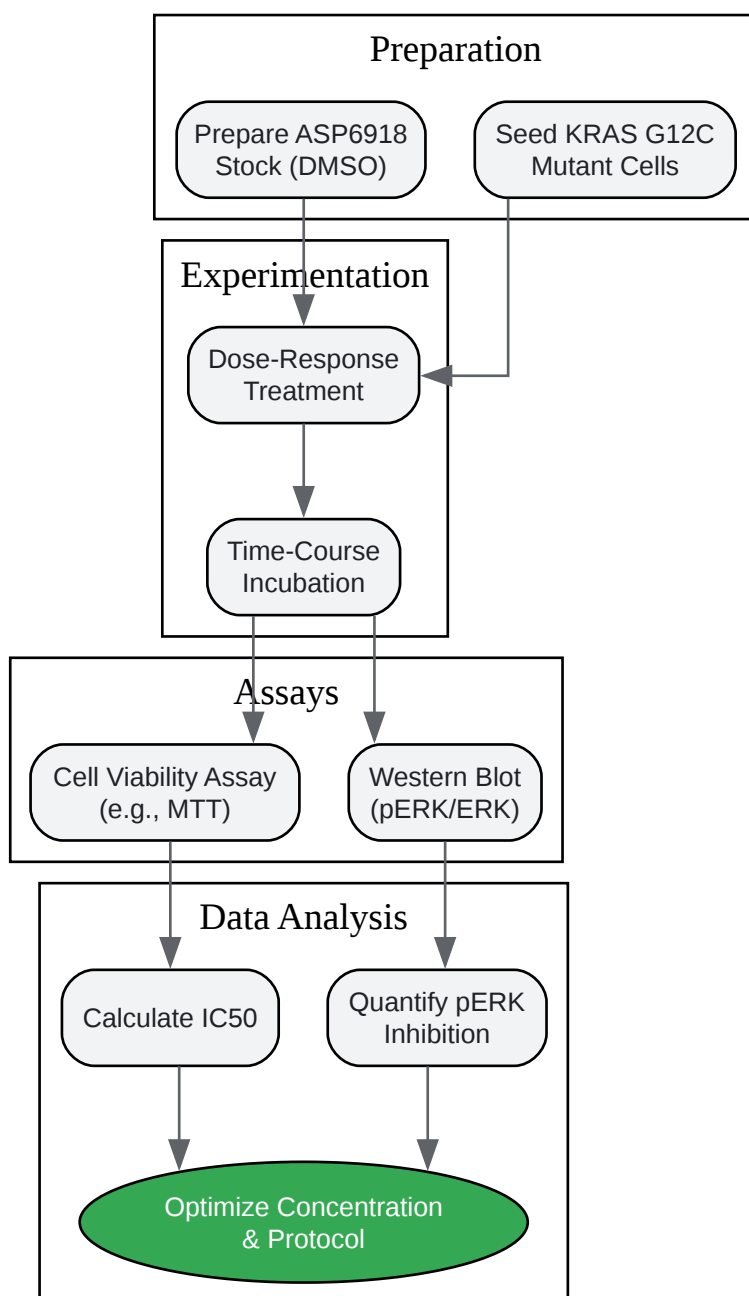 Preparation
Prepare ASP6918
Stock (DMSO)
Seed KRAS G12C
Mutant Cells
Experimentation
Dose-Response
Treatment
Time-Course
Incubation
Assays
Cell Viability Assay
(e.g., MTT)
Western Blot
(pERK/ERK)
Data Analysis
Calculate IC50
Quantify pERK
Inhibition
Optimize Concentration
& Protocol